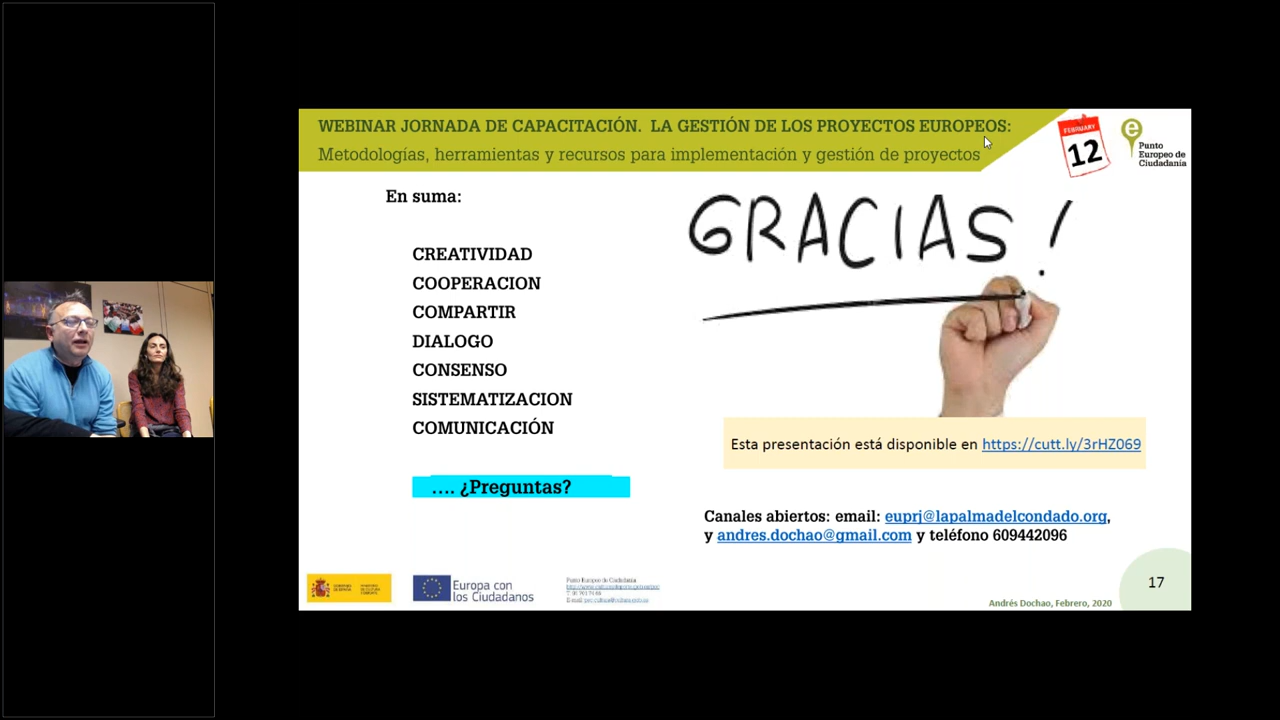 WEBINAR JORNADA DE CAPACITACIÓN. LA GESTIÓN DE LOS PROYECTOS EUROPEOS:
Metodologías, herramientas y recursos para implementación y gestión de proyectos
FEBRUARY
12
e
Punto
Europeo de
Ciudadanía
En suma:
GRACIAS!
CREATIVIDAD
COOPERACION
COMPARTIR
DIALOGO
CONSENSO
SISTEMATIZACION
COMUNICACIÓN
Esta presentación está disponible en https://cutt.ly/3rHZ069
.... ¿Preguntas?
Canales abiertos: email: euprj@lapalmadelcondado.org,
y andres.dochao@gmail.com y teléfono 609442096
Europa con
los Ciudadanos
Punto Europeo de Ciudadanía
17
Andrés Dochao, Febrero, 2020